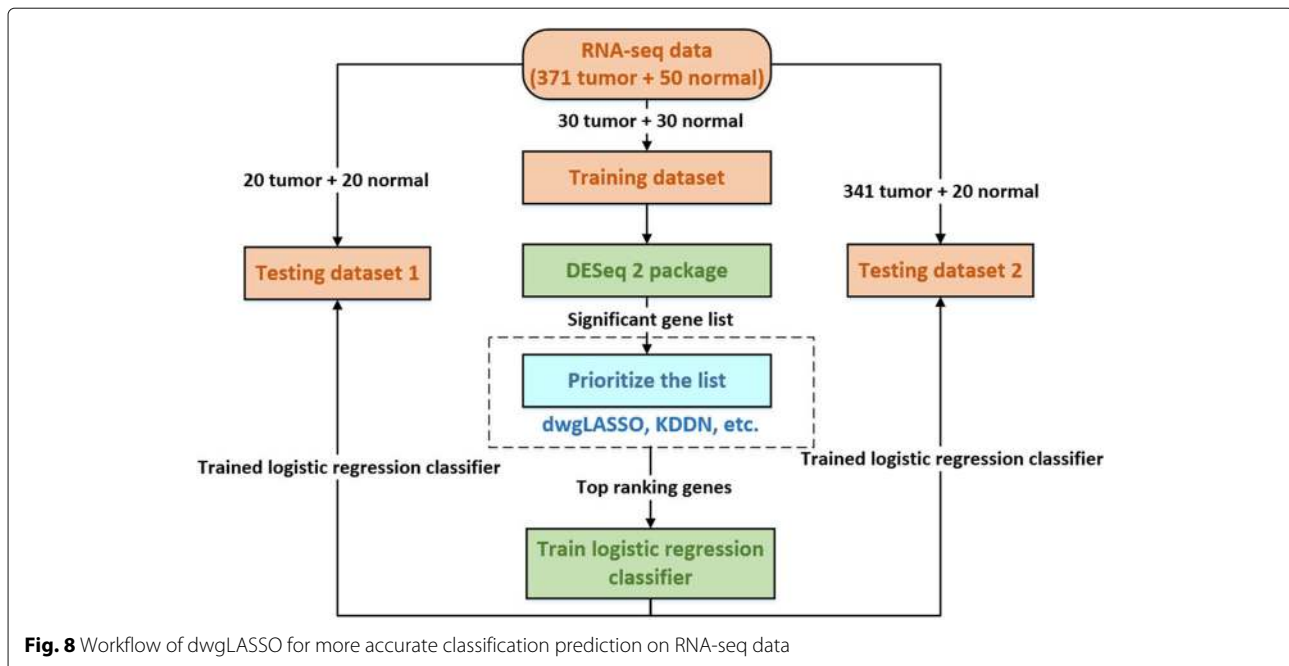 RNA-seq data
(371 tumor + 50 normal)
30 tumor + 30 normal
Training dataset
20 tumor + 20 normal
341 tumor + 20 normal
Testing dataset 1
DESeq 2 package
Testing dataset 2
Significant gene list
Prioritize the list
dwgLASSO, KDDN, etc.
Trained logistic regression classifier
Trained logistic regression classifier
Top ranking genes
Train logistic regression
classifier
Fig. 8 Workflow of dwgLASSO for more accurate classification prediction on RNA-seq data